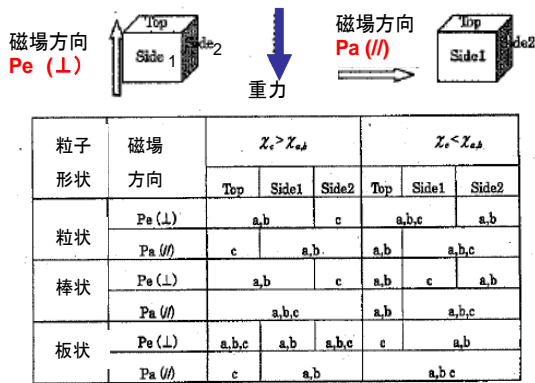 Top
磁場方向
Pe (⊥)
Side 1
side 2
重力
磁場方向
Pa (//)
Top
Side1
side2
粒子 形状 磁場 方向 χc>χa,b χc<χa,b
Top Side1 Side2 Top Side1 Side2
粒状 Pe (⊥) a,b c a,b,c a,b
Pa (//) c a,b. a,b a,b,c
棒状 Pe (⊥) a,b c a,b c a,b
Pa (//) a,b,c a,b a,b,c
板状 Pe (⊥) a,b,c a,b a,b,c c a,b
Pa (//) c a,b a,b c